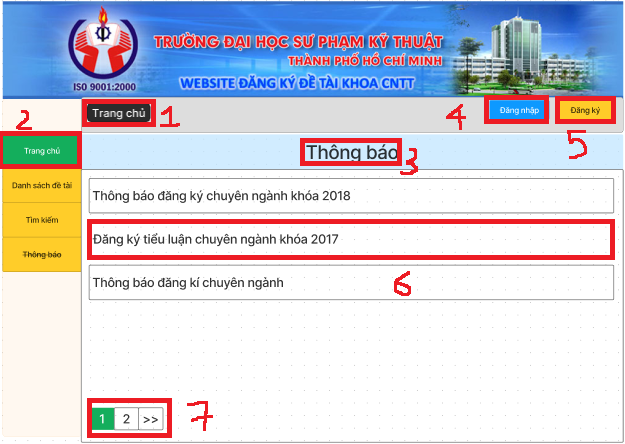 TRƯỜNG ĐẠI HỌC SƯ PHẠM KỸ THUẬT
THÀNH PHỐ HỒ CHÍ MINH
ISO 9001:2000
WEBSITE ĐĂNG KÝ ĐỀ TÀI KHOA CNTT
2
Trang chủ
1
4
Đăng nhập
Đăng ký
5
Trang chủ
Thông báo
3
Danh sách đề tài
Tìm kiếm
Thông báo
Thông báo đăng ký chuyên ngành khóa 2018
Đăng ký tiểu luận chuyên ngành khóa 2017
Thông báo đăng kí chuyên ngành
6
1
2
>>
7